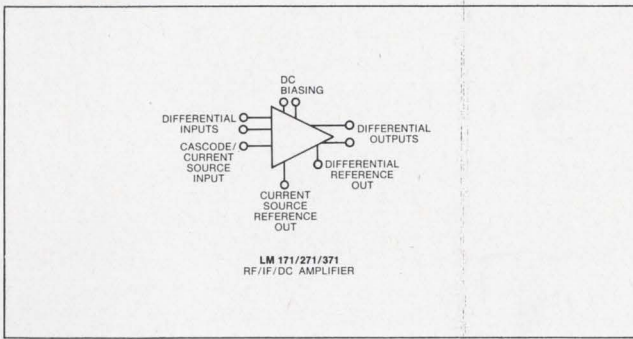 DC
BIASING
DIFFERENTIAL
INPUTS
DIFFERENTIAL
OUTPUTS
CASCODE/
CURRENT
SOURCE
INPUT
DIFFERENTIAL
REFERENCE
OUT
CURRENT
SOURCE
REFERENCE
OUT
LM 171/271/371
RF/IF/DC AMPLIFIER